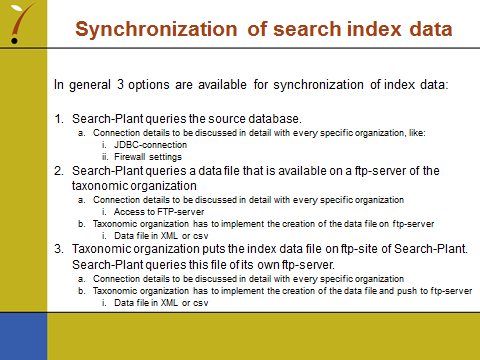 Synchronization of search index data
In general 3 options are available for synchronization of index data:
1. Search-Plant queries the source database.
a. Connection details to be discussed in detail with every specific organization, like:
i. JDBC-connection
ii. Firewall settings
2. Search-Plant queries a data file that is available on a ftp-server of the
taxonomic organization
a. Connection details to be discussed in detail with every specific organization
i. Access to FTP-server
b. Taxonomic organization has to implement the creation of the data file on ftp-server
i. Data file in XML or csv
3. Taxonomic organization puts the index data file on ftp-site of Search-Plant.
Search-Plant queries this file of its own ftp-server.
a. Connection details to be discussed in detail with every specific organization
b. Taxonomic organization has to implement the creation of the data file and push to ftp-server
i. Data file in XML or csv